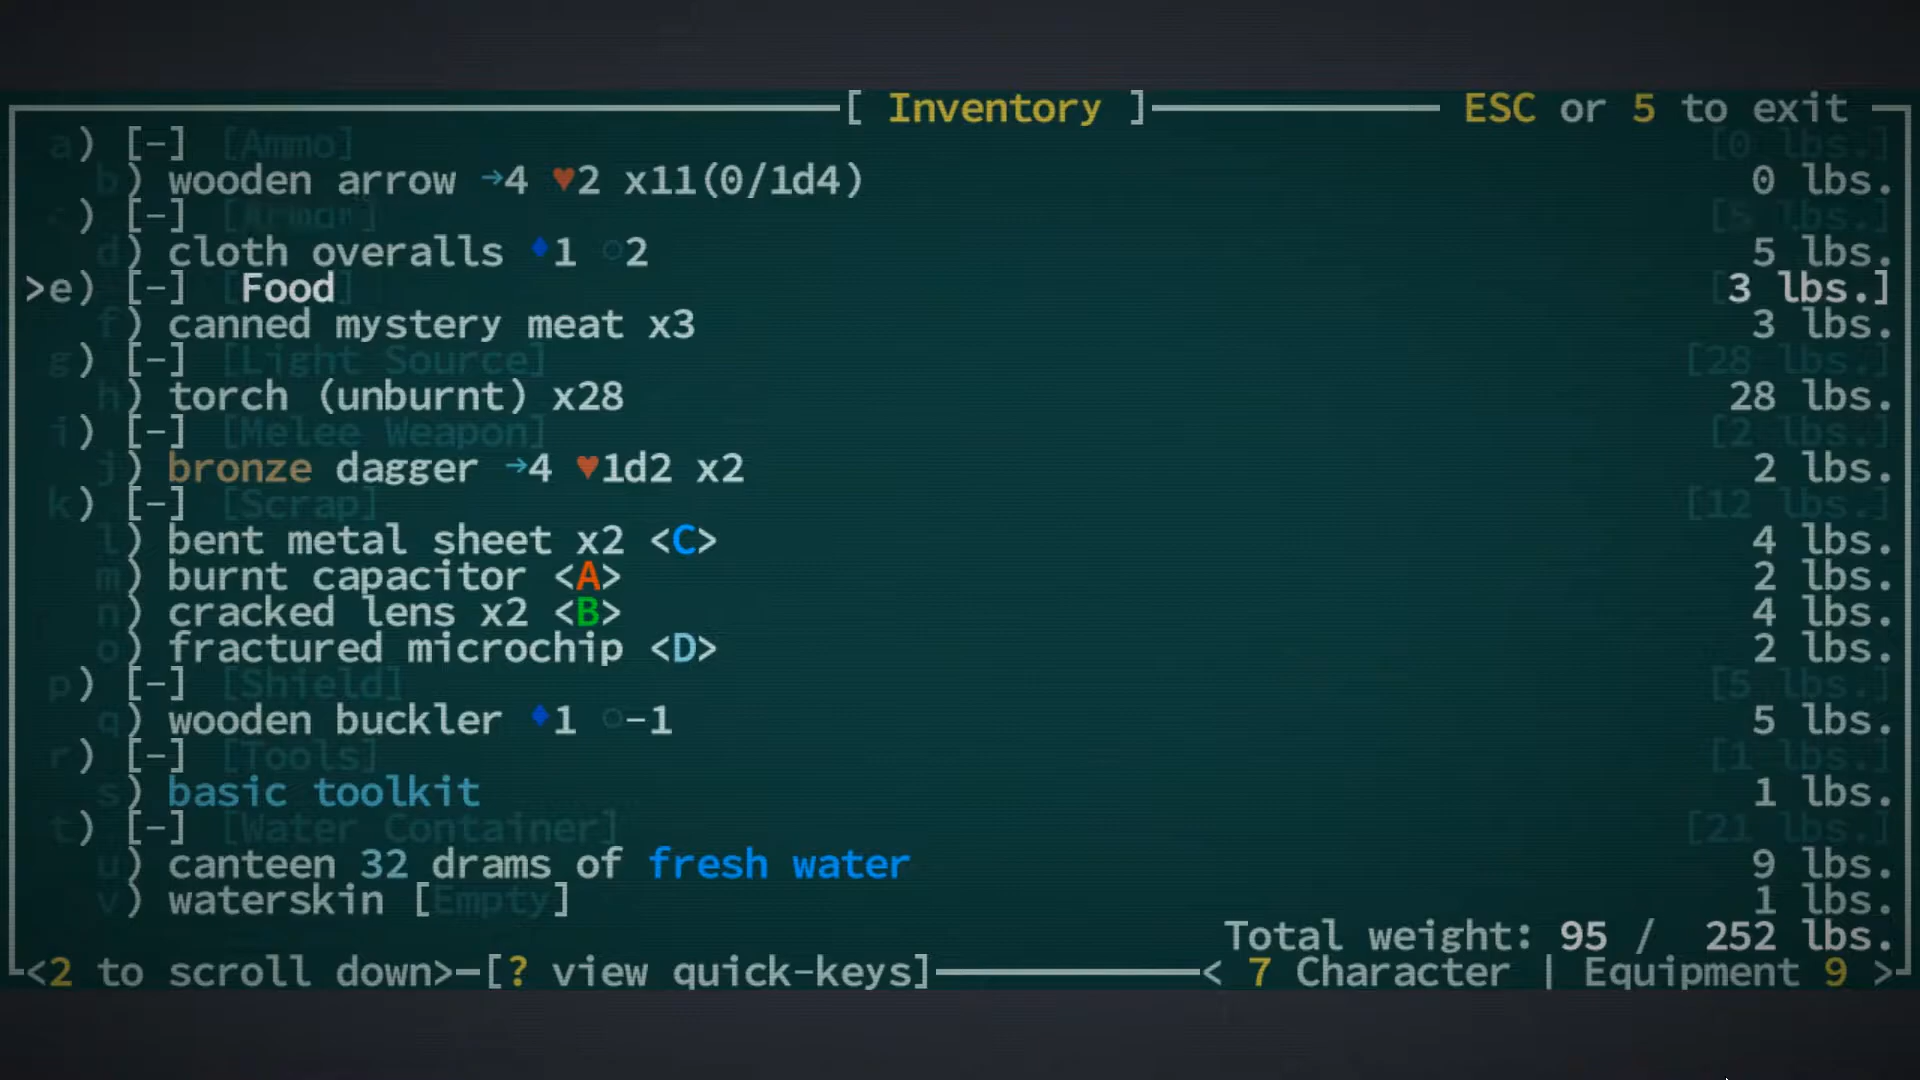 [ Inventory ] ESC or 5 to exit
a) [-] [Ammo] [0 lbs.]
b) wooden arrow →4 ♥2 x11(0/1d4) 0 lbs.
c) [-] [Armor] [5 lbs.]
d) cloth overalls ♦1 ○2 5 lbs.
>e) [-] [Food] [3 lbs.]
f) canned mystery meat x3 3 lbs.
g) [-] [Light Source] [28 lbs.]
h) torch (unburnt) x28 28 lbs.
i) [-] [Melee Weapon] [2 lbs.]
j) bronze dagger →4 ♥1d2 x2 2 lbs.
k) [-] [Scrap] [12 lbs.]
l) bent metal sheet x2 <C> 4 lbs.
m) burnt capacitor <A> 2 lbs.
n) cracked lens x2 <B> 4 lbs.
o) fractured microchip <D> 2 lbs.
p) [-] [Shield] [5 lbs.]
q) wooden buckler ♦1 ○-1 5 lbs.
r) [-] [Tools] [1 lbs.]
s) basic toolkit 1 lbs.
t) [-] [Water Container] [21 lbs.]
u) canteen 32 drams of fresh water 9 lbs.
v) waterskin [Empty] 1 lbs.
Total weight: 95 / 252 lbs.
<2 to scroll down> [? view quick-keys] < 7 Character | Equipment 9 >